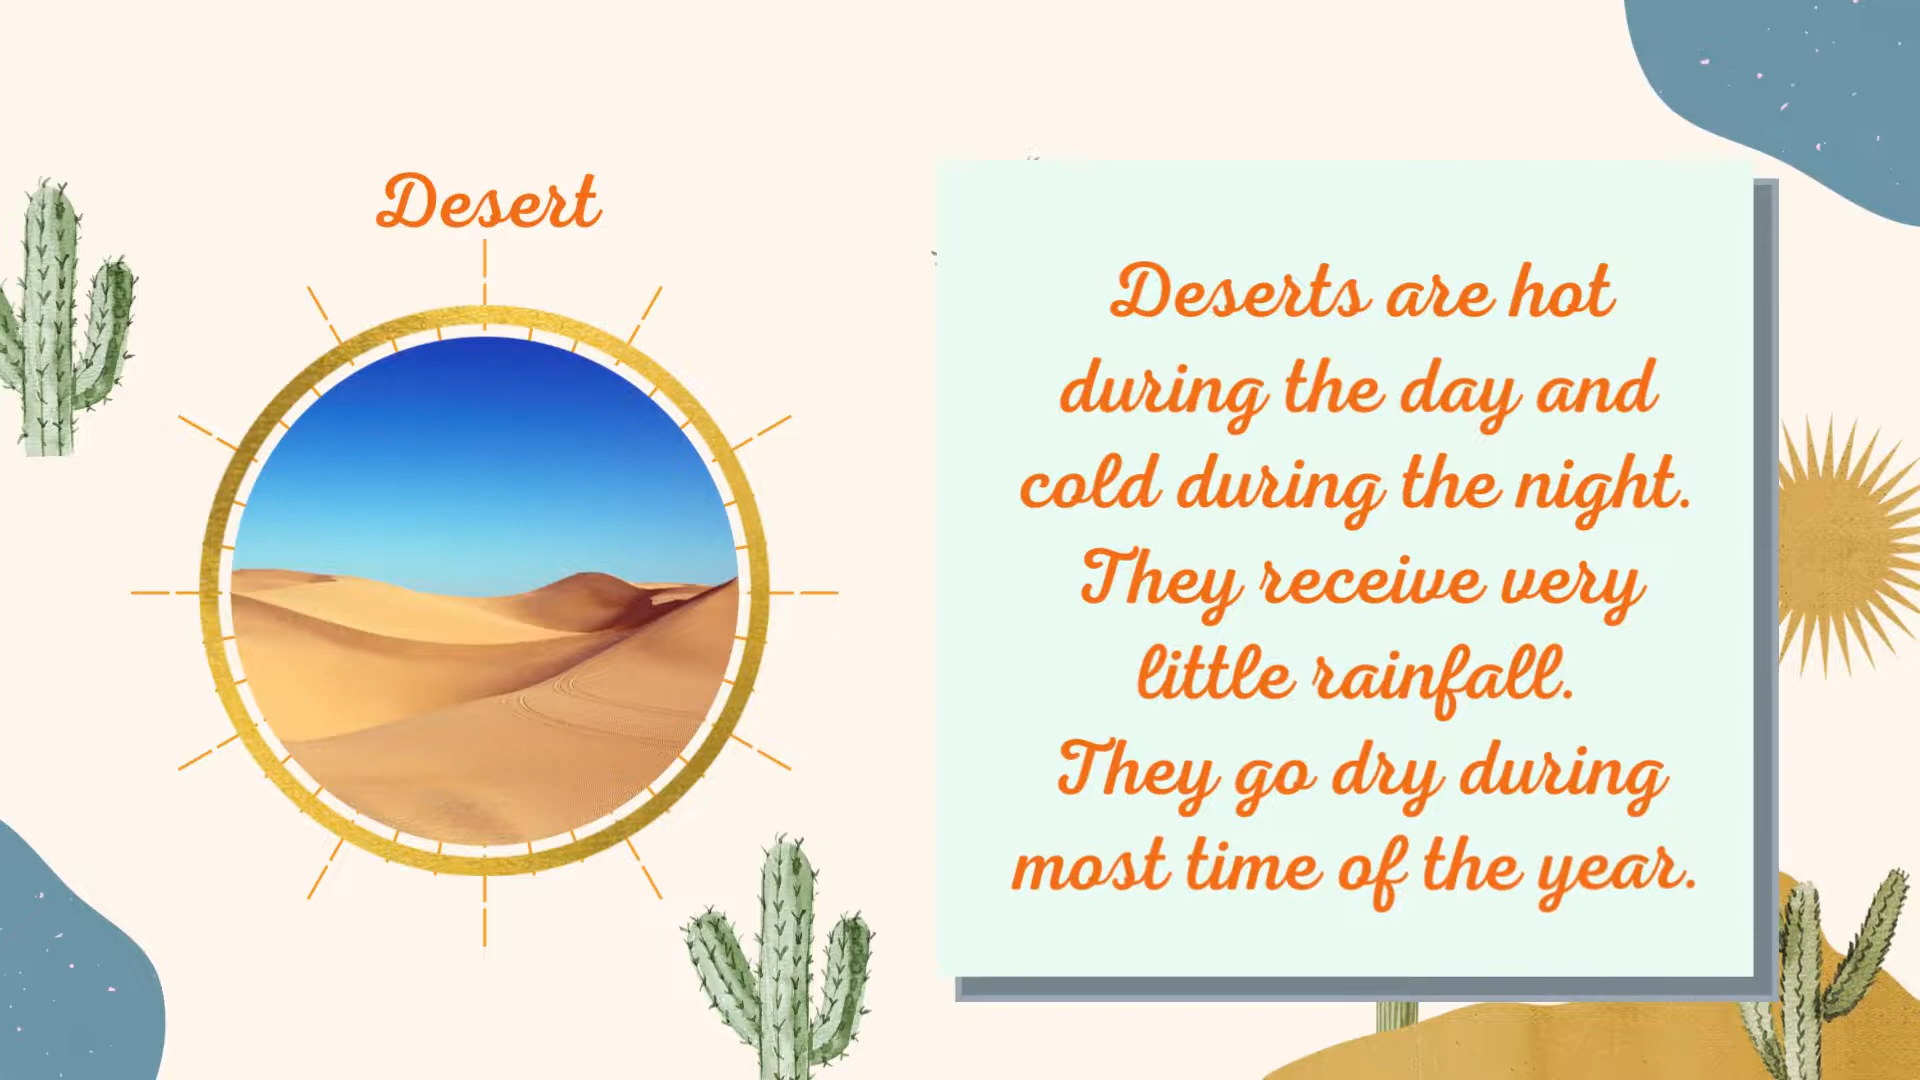 Desert
Deserts are hot
during the day and
cold during the night.
They receive very
little rainfall.
They go dry during
most time of the year.